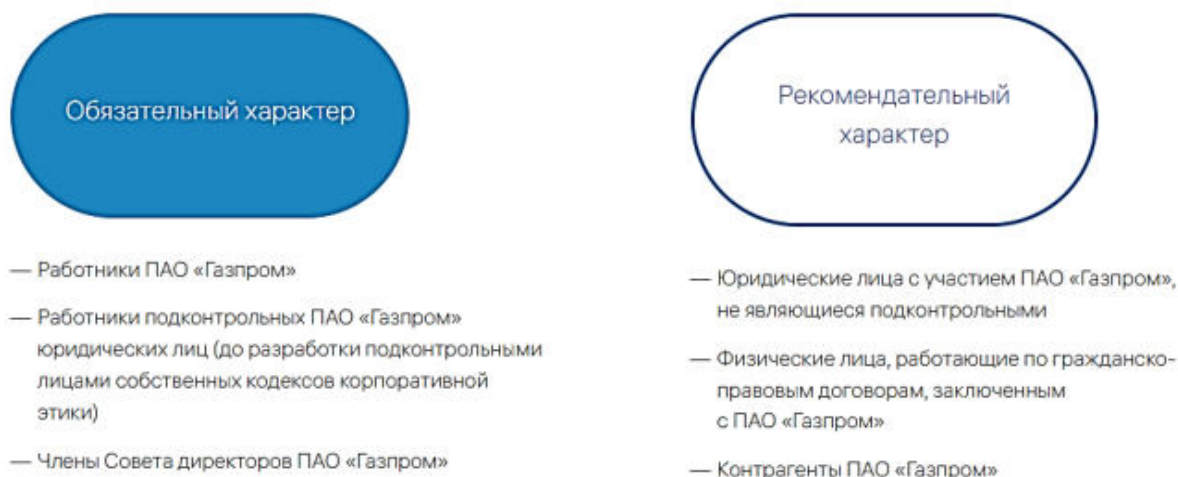 Обязательный характер
— Работники ПАО «Газпром»
— Работники подконтрольных ПАО «Газпром»
юридических лиц (до разработки подконтрольными
лицами собственных кодексов корпоративной
этики)
— Члены Совета директоров ПАО «Газпром»
Рекомендательный
характер
— Юридические лица с участием ПАО «Газпром»,
не являющиеся подконтрольными
— Физические лица, работающие по гражданско-
правовым договорам, заключенным
с ПАО «Газпром»
— Контрагенты ПАО «Газпром»